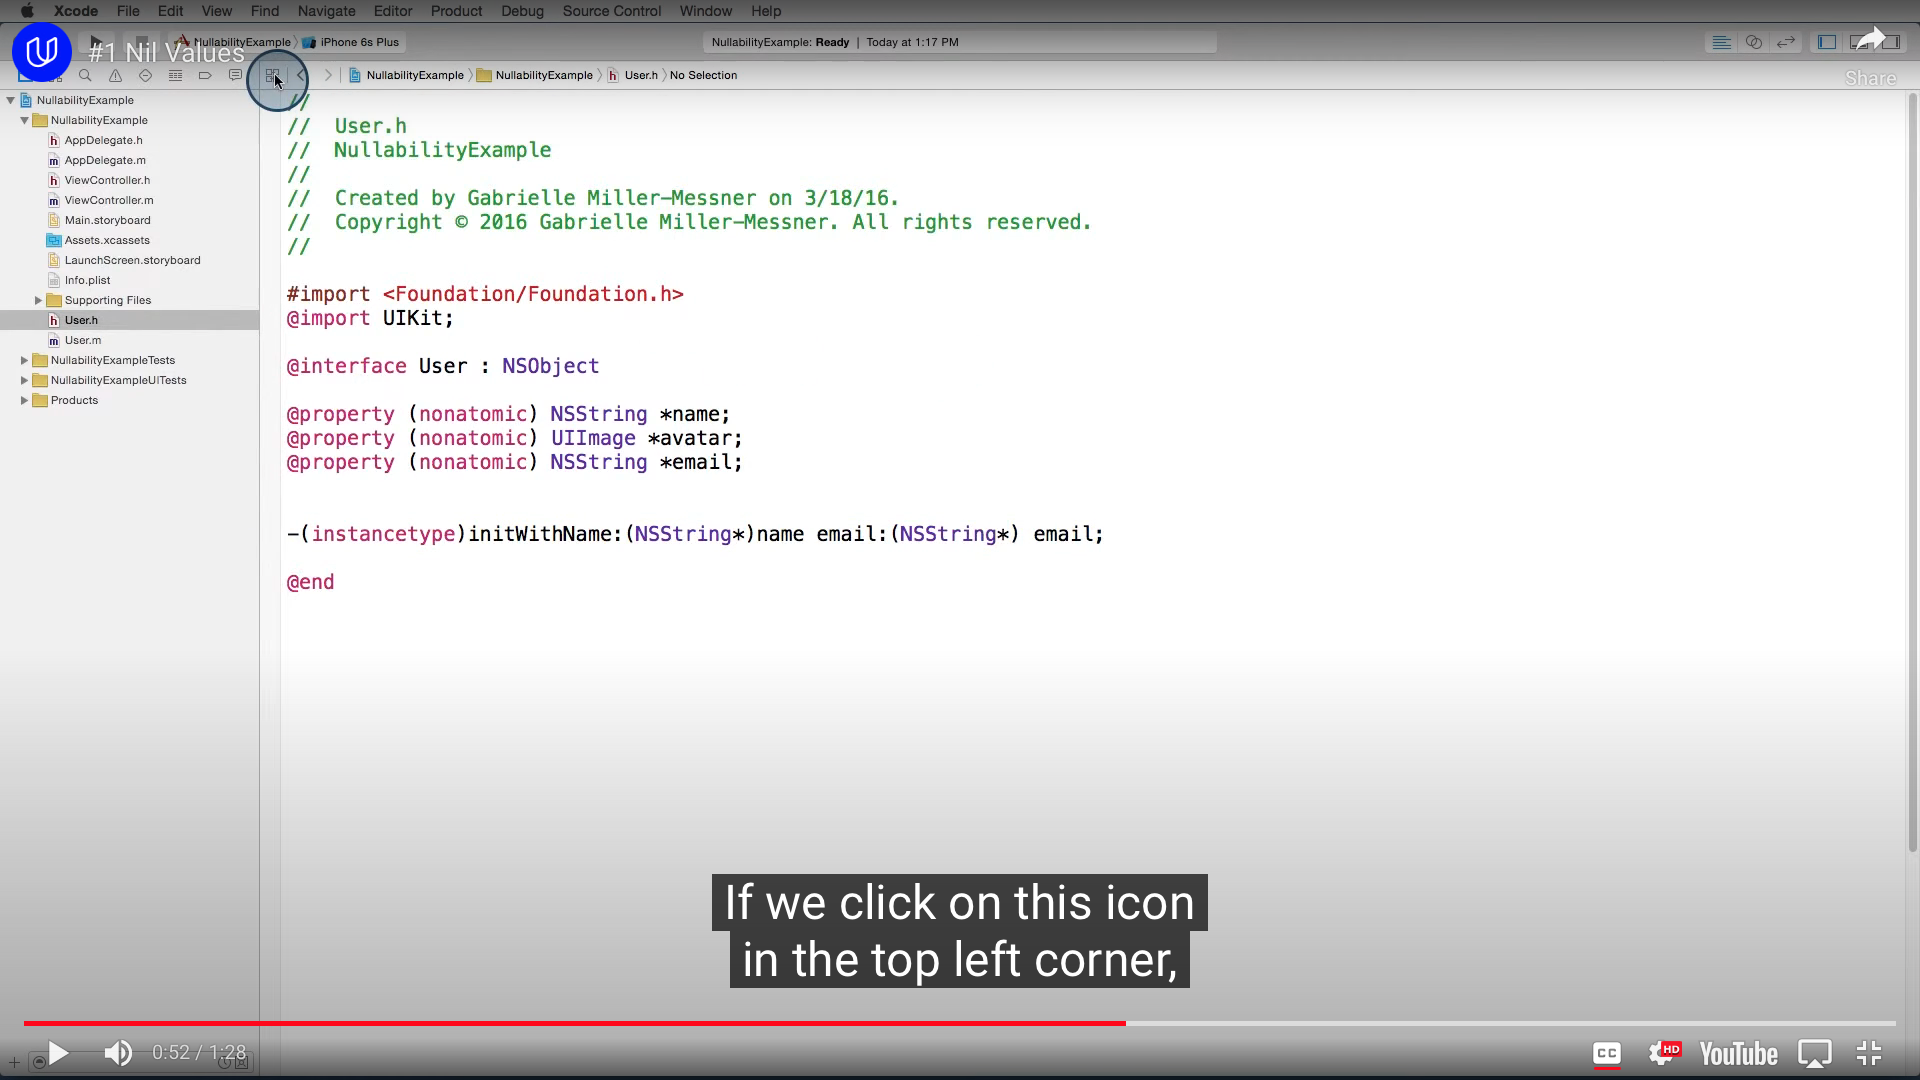 Xcode File Edit View Find Navigate Editor Product Debug Source Control Window Help
#1 Nil Values
NullabilityExample iPhone 6s Plus
NullabilityExample: Ready | Today at 1:17 PM
Share
NullabilityExample NullabilityExample User.h No Selection
NullabilityExample
NullabilityExample
AppDelegate.h
AppDelegate.m
ViewController.h
ViewController.m
Main.storyboard
Assets.xcassets
LaunchScreen.storyboard
Info.plist
Supporting Files
User.h
User.m
NullabilityExampleTests
NullabilityExampleUITests
Products
//
// User.h
// NullabilityExample
//
// Created by Gabrielle Miller-Messner on 3/18/16.
// Copyright © 2016 Gabrielle Miller-Messner. All rights reserved.
//
#import <Foundation/Foundation.h>
@import UIKit;
@interface User : NSObject
@property (nonatomic) NSString *name;
@property (nonatomic) UIImage *avatar;
@property (nonatomic) NSString *email;
-(instancetype)initWithName:(NSString*)name email:(NSString*) email;
@end
If we click on this icon
in the top left corner,
0:52 / 1:28
CC HD YouTube